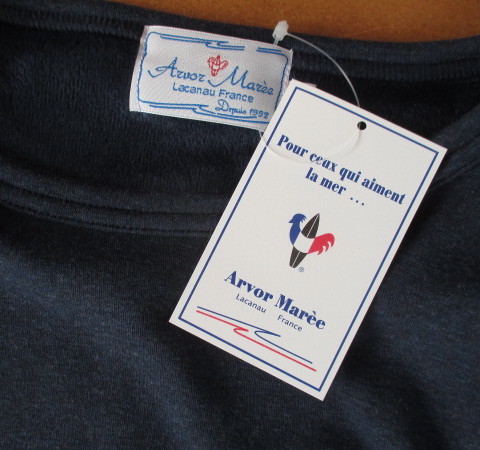 Arvor Marèe
Lacanau France
Depuis 1992
Pour ceux qui aiment
la mer ...
®
Arvor Marèe
Lacanau France